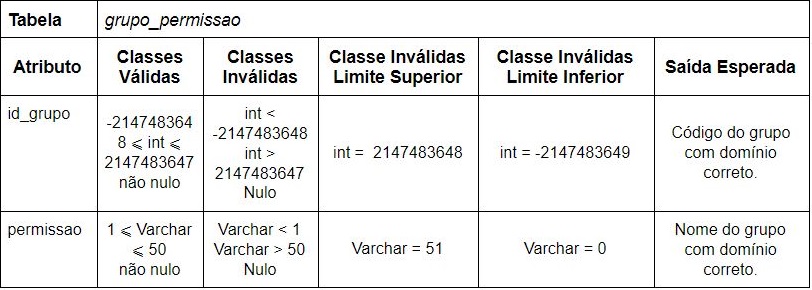 Tabela
grupo_permissao
Atributo
Classes
Válidas
Classes
Inválidas
Classe Inválidas
Limite Superior
Classe Inválidas
Limite Inferior
Saída Esperada
id_grupo
-214748364
8 ⩽ int ⩽
2147483647
não nulo
int <
-2147483648
int >
2147483647
Nulo
int = 2147483648
int = -2147483649
Código do grupo
com domínio
correto.
permissao
1 ⩽ Varchar
⩽ 50
não nulo
Varchar < 1
Varchar > 50
Nulo
Varchar = 51
Varchar = 0
Nome do grupo
com domínio
correto.